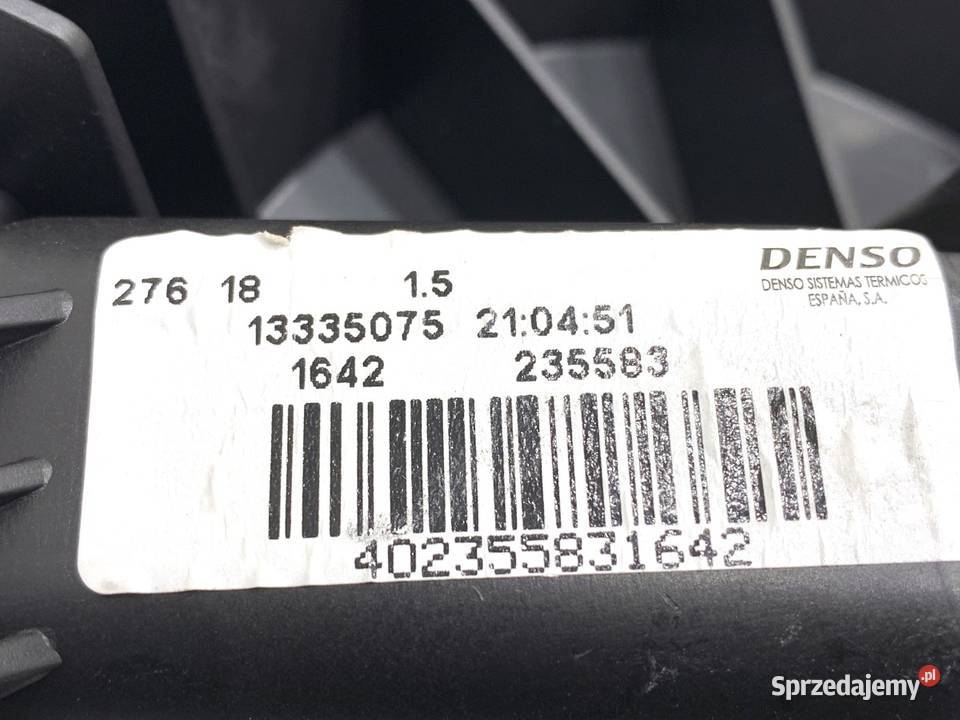 276 18 1.5
DENSO
DENSO SISTEMAS TERMICOS
ESPAÑA, S.A.
13335075 21:04:51
1642 235583
402355831642
Sprzedajemy.pl